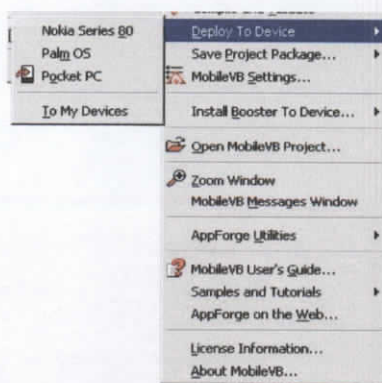 Nokia Series 80
Palm OS
Pocket PC
To My Devices
Deploy To Device
Save Project Package...
MobileVB Settings...
Install Booster To Device...
Open MobileVB Project...
Zoom Window
MobileVB Messages Window
AppForge Utilities
MobileVB User's Guide...
Samples and Tutorials
AppForge on the Web...
License Information...
About MobileVB...